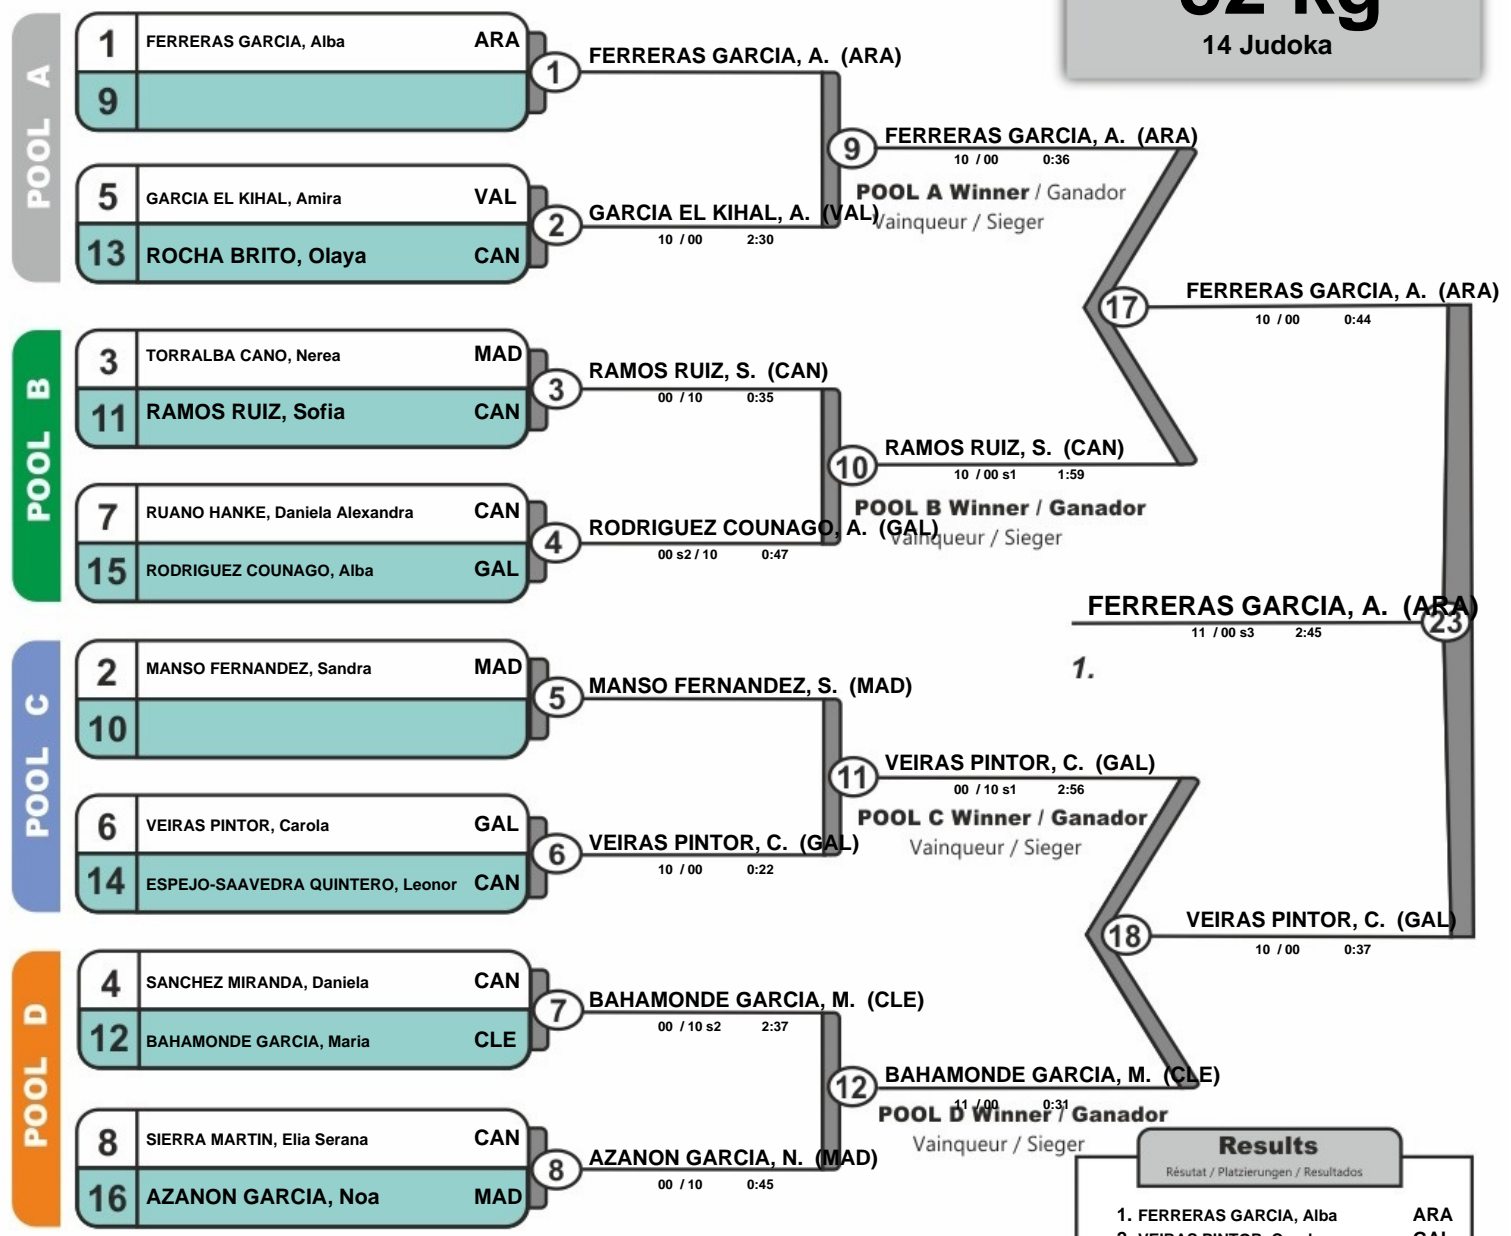 kg
14 Judoka
POOL A
1 FERRERAS GARCIA, Alba ARA
9
1 FERRERAS GARCIA, A. (ARA)
5 GARCIA EL KIHAL, Amira VAL
13 ROCHA BRITO, Olaya CAN
2 GARCIA EL KIHAL, A. (VAL)
10 / 00 2:30
9 FERRERAS GARCIA, A. (ARA)
10 / 00 0:36
POOL A Winner / Ganador
Vainqueur / Sieger
POOL B
3 TORRALBA CANO, Nerea MAD
11 RAMOS RUIZ, Sofia CAN
3 RAMOS RUIZ, S. (CAN)
00 / 10 0:35
7 RUANO HANKE, Daniela Alexandra CAN
15 RODRIGUEZ COUNAGO, Alba GAL
4 RODRIGUEZ COUNAGO, A. (GAL)
00 s2 / 10 0:47
10 RAMOS RUIZ, S. (CAN)
10 / 00 s1 1:59
POOL B Winner / Ganador
Vainqueur / Sieger
17 FERRERAS GARCIA, A. (ARA)
10 / 00 0:44
FERRERAS GARCIA, A. (ARA)
23
11 / 00 s3 2:45
1.
POOL C
2 MANSO FERNANDEZ, Sandra MAD
10
5 MANSO FERNANDEZ, S. (MAD)
6 VEIRAS PINTOR, Carola GAL
14 ESPEJO-SAAVEDRA QUINTERO, Leonor CAN
6 VEIRAS PINTOR, C. (GAL)
10 / 00 0:22
11 VEIRAS PINTOR, C. (GAL)
00 / 10 s1 2:56
POOL C Winner / Ganador
Vainqueur / Sieger
POOL D
4 SANCHEZ MIRANDA, Daniela CAN
12 BAHAMONDE GARCIA, Maria CLE
7 BAHAMONDE GARCIA, M. (CLE)
00 / 10 s2 2:37
8 SIERRA MARTIN, Elia Serana CAN
16 AZANON GARCIA, Noa MAD
8 AZANON GARCIA, N. (MAD)
00 / 10 0:45
12 BAHAMONDE GARCIA, M. (CLE)
11 / 00 0:31
POOL D Winner / Ganador
Vainqueur / Sieger
18 VEIRAS PINTOR, C. (GAL)
10 / 00 0:37
Results
Résutat / Platzierungen / Resultados
1. FERRERAS GARCIA, Alba ARA